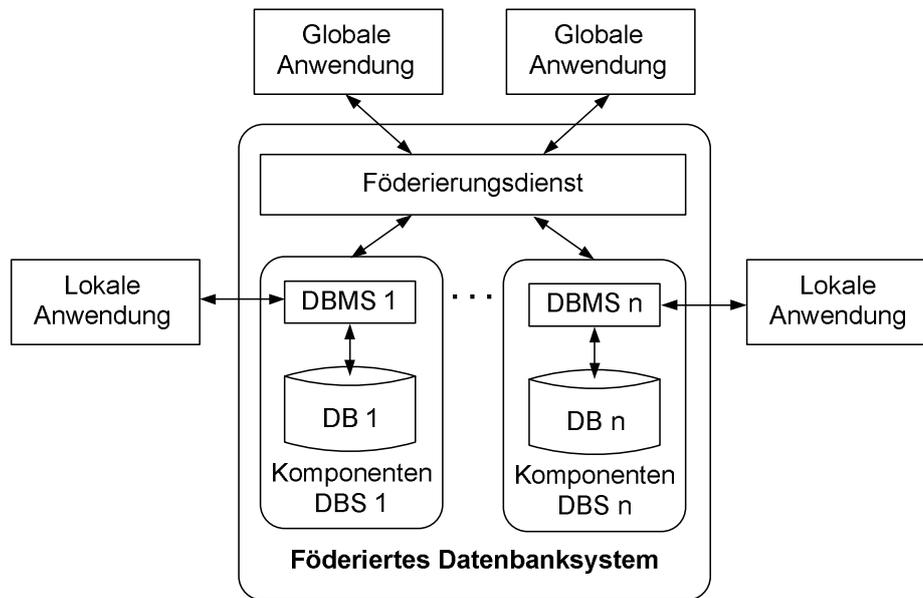 Globale
Anwendung
Globale
Anwendung
Föderierungsdienst
Lokale
Anwendung
DBMS 1
. . .
DBMS n
Lokale
Anwendung
DB 1
DB n
Komponenten
DBS 1
Komponenten
DBS n
Föderiertes Datenbanksystem